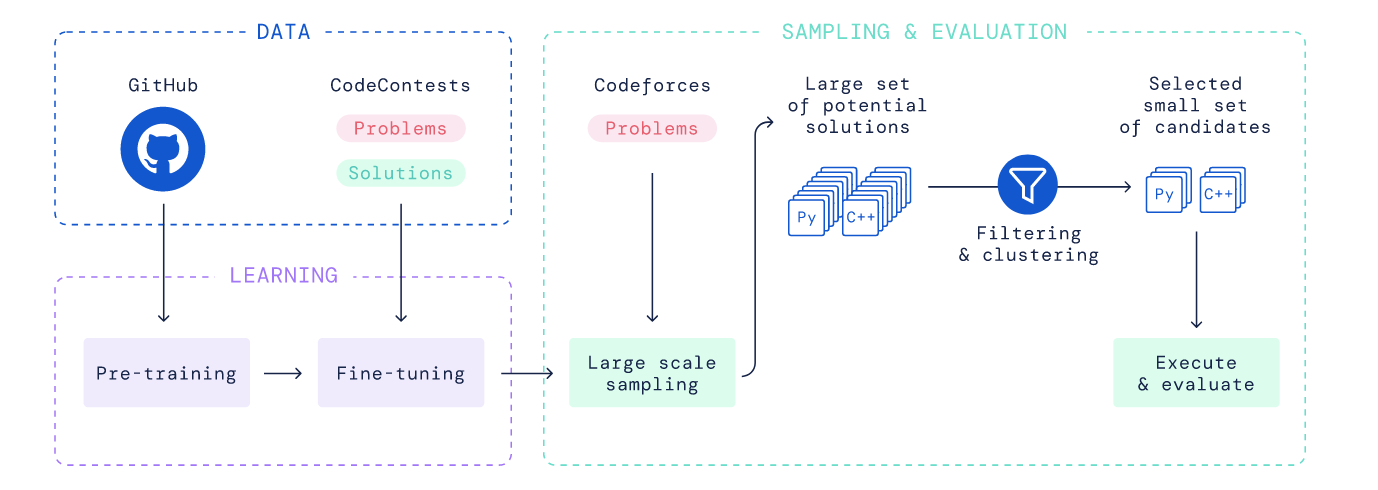 DATA
GitHub
CodeContests
Problems
Solutions
LEARNING
Pre-training
Fine-tuning
SAMPLING & EVALUATION
Codeforces
Problems
Large scale
sampling
Large set
of potential
solutions
Py
C++
Filtering
& clustering
Selected
small set
of candidates
Py
C++
Execute
& evaluate